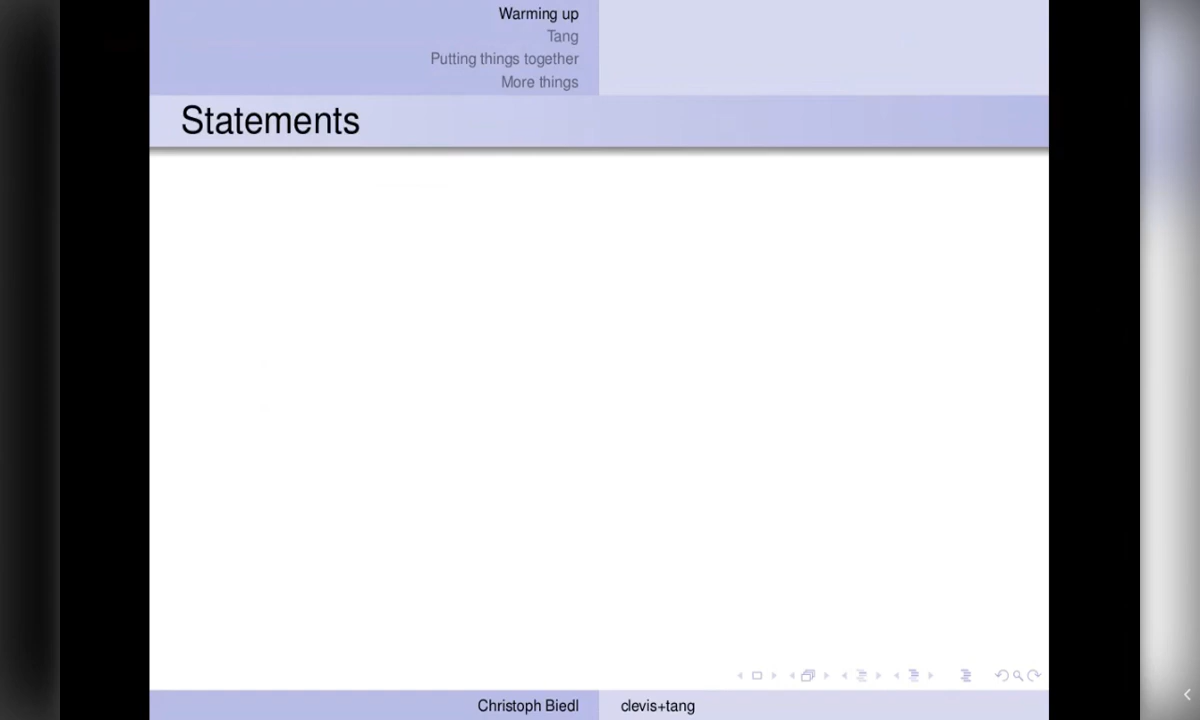 Warming up
Tang
Putting things together
More things
Statements
Christoph Biedl
clevis+tang